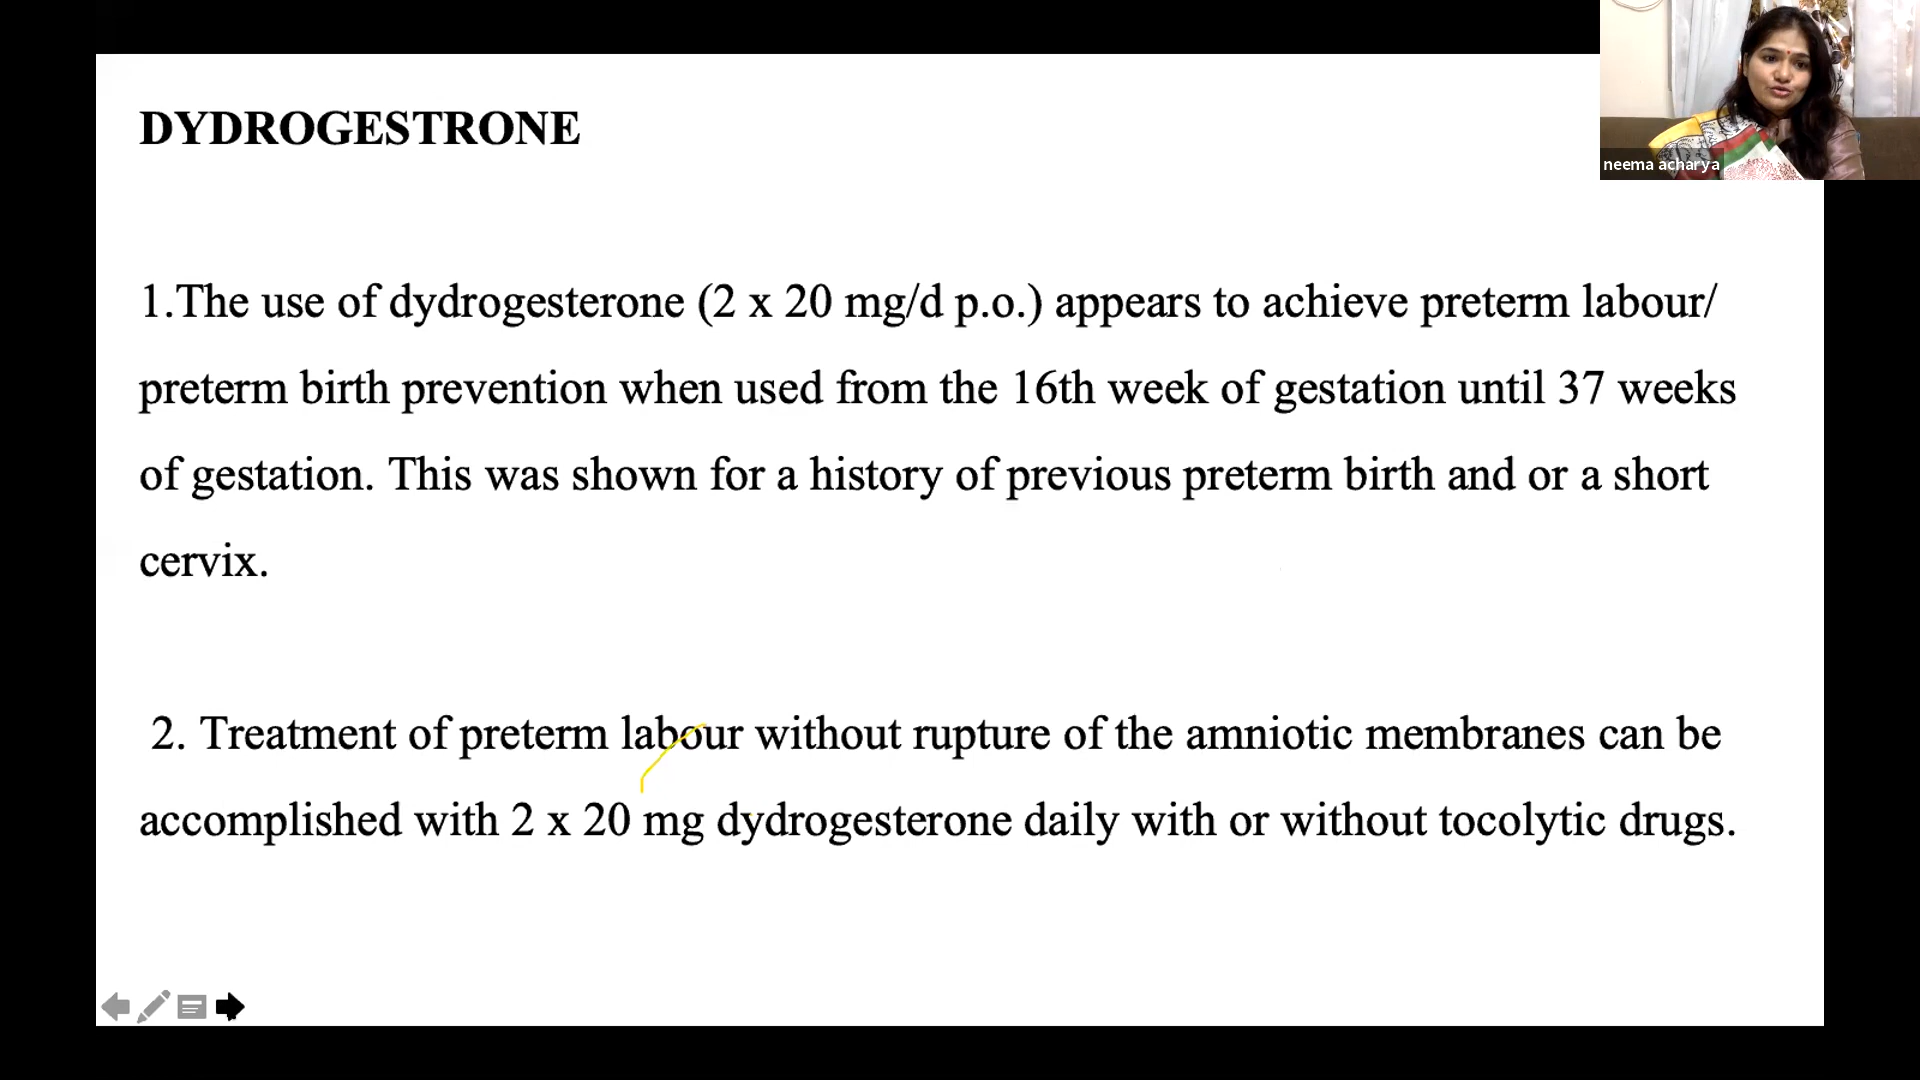 DYDROGESTRONE
neema acharya
1.The use of dydrogesterone (2 x 20 mg/d p.o.) appears to achieve preterm labour/
preterm birth prevention when used from the 16th week of gestation until 37 weeks
of gestation. This was shown for a history of previous preterm birth and or a short
cervix.
2. Treatment of preterm labour without rupture of the amniotic membranes can be
accomplished with 2 x 20 mg dydrogesterone daily with or without tocolytic drugs.